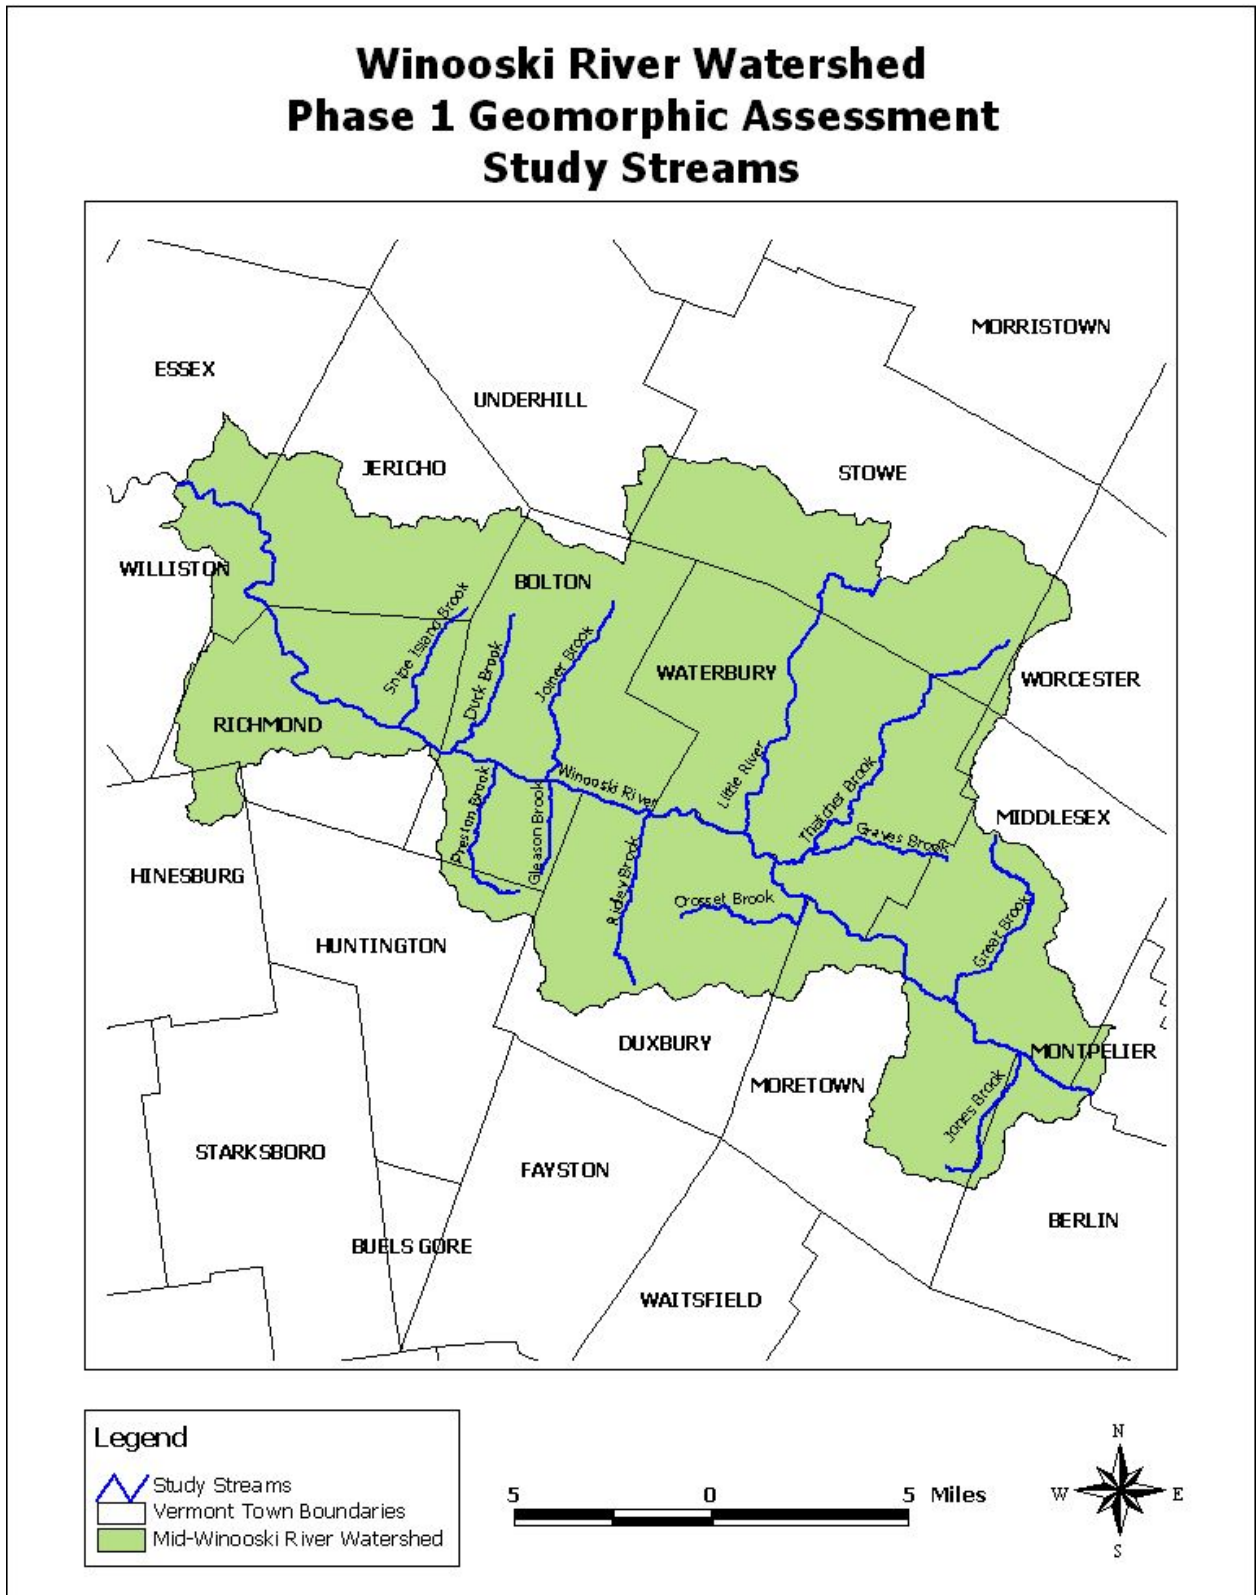 Winooski River Watershed
Phase 1 Geomorphic Assessment
Study Streams
MORRISTOWN
ESSEX
UNDERHILL
JERICHO
STOWE
WILLISTON
BOLTON
Snipe Island Brook
Duck Brook
Joiner Brook
WATERBURY
WORCESTER
RICHMOND
Winooski River
Little River
Thatcher Brook
MIDDLESEX
Preston Brook
Gleason Brook
Graves Brook
HINESBURG
Ridley Brook
Crosset Brook
Great Brook
HUNTINGTON
DUXBURY
MONTPELIER
MORETOWN
Jones Brook
STARKSBORO
FAYSTON
BERLIN
BUELS GORE
WAITSFIELD
Legend
Study Streams
Vermont Town Boundaries
Mid-Winooski River Watershed
5 0 5 Miles
N
W E
S